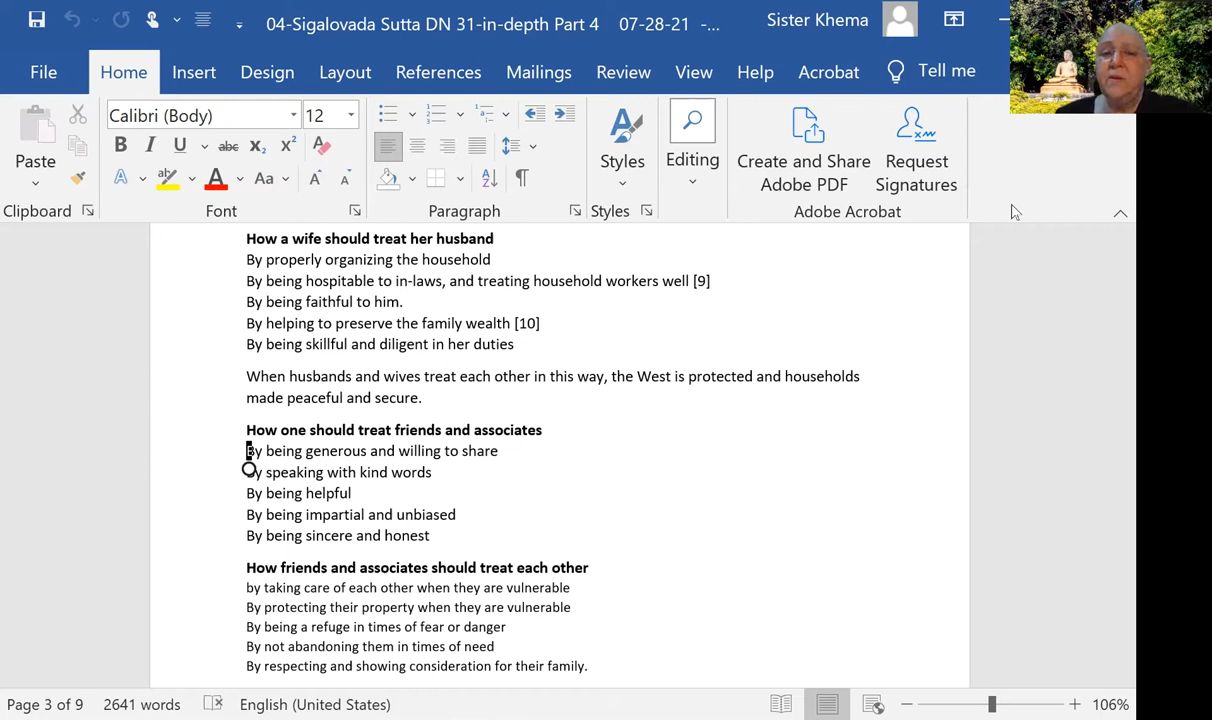 04-Sigalovada Sutta DN 31-in-depth Part 4 07-28-21 -...
Sister Khema
File Home Insert Design Layout References Mailings Review View Help Acrobat Tell me
Calibri (Body) 12
Paste
Styles
Editing
Create and Share Adobe PDF
Request Signatures
Clipboard Font Paragraph Styles Adobe Acrobat
How a wife should treat her husband
By properly organizing the household
By being hospitable to in-laws, and treating household workers well [9]
By being faithful to him.
By helping to preserve the family wealth [10]
By being skillful and diligent in her duties
When husbands and wives treat each other in this way, the West is protected and households
made peaceful and secure.
How one should treat friends and associates
By being generous and willing to share
By speaking with kind words
By being helpful
By being impartial and unbiased
By being sincere and honest
How friends and associates should treat each other
by taking care of each other when they are vulnerable
By protecting their property when they are vulnerable
By being a refuge in times of fear or danger
By not abandoning them in times of need
By respecting and showing consideration for their family.
Page 3 of 9 2641 words English (United States) 106%